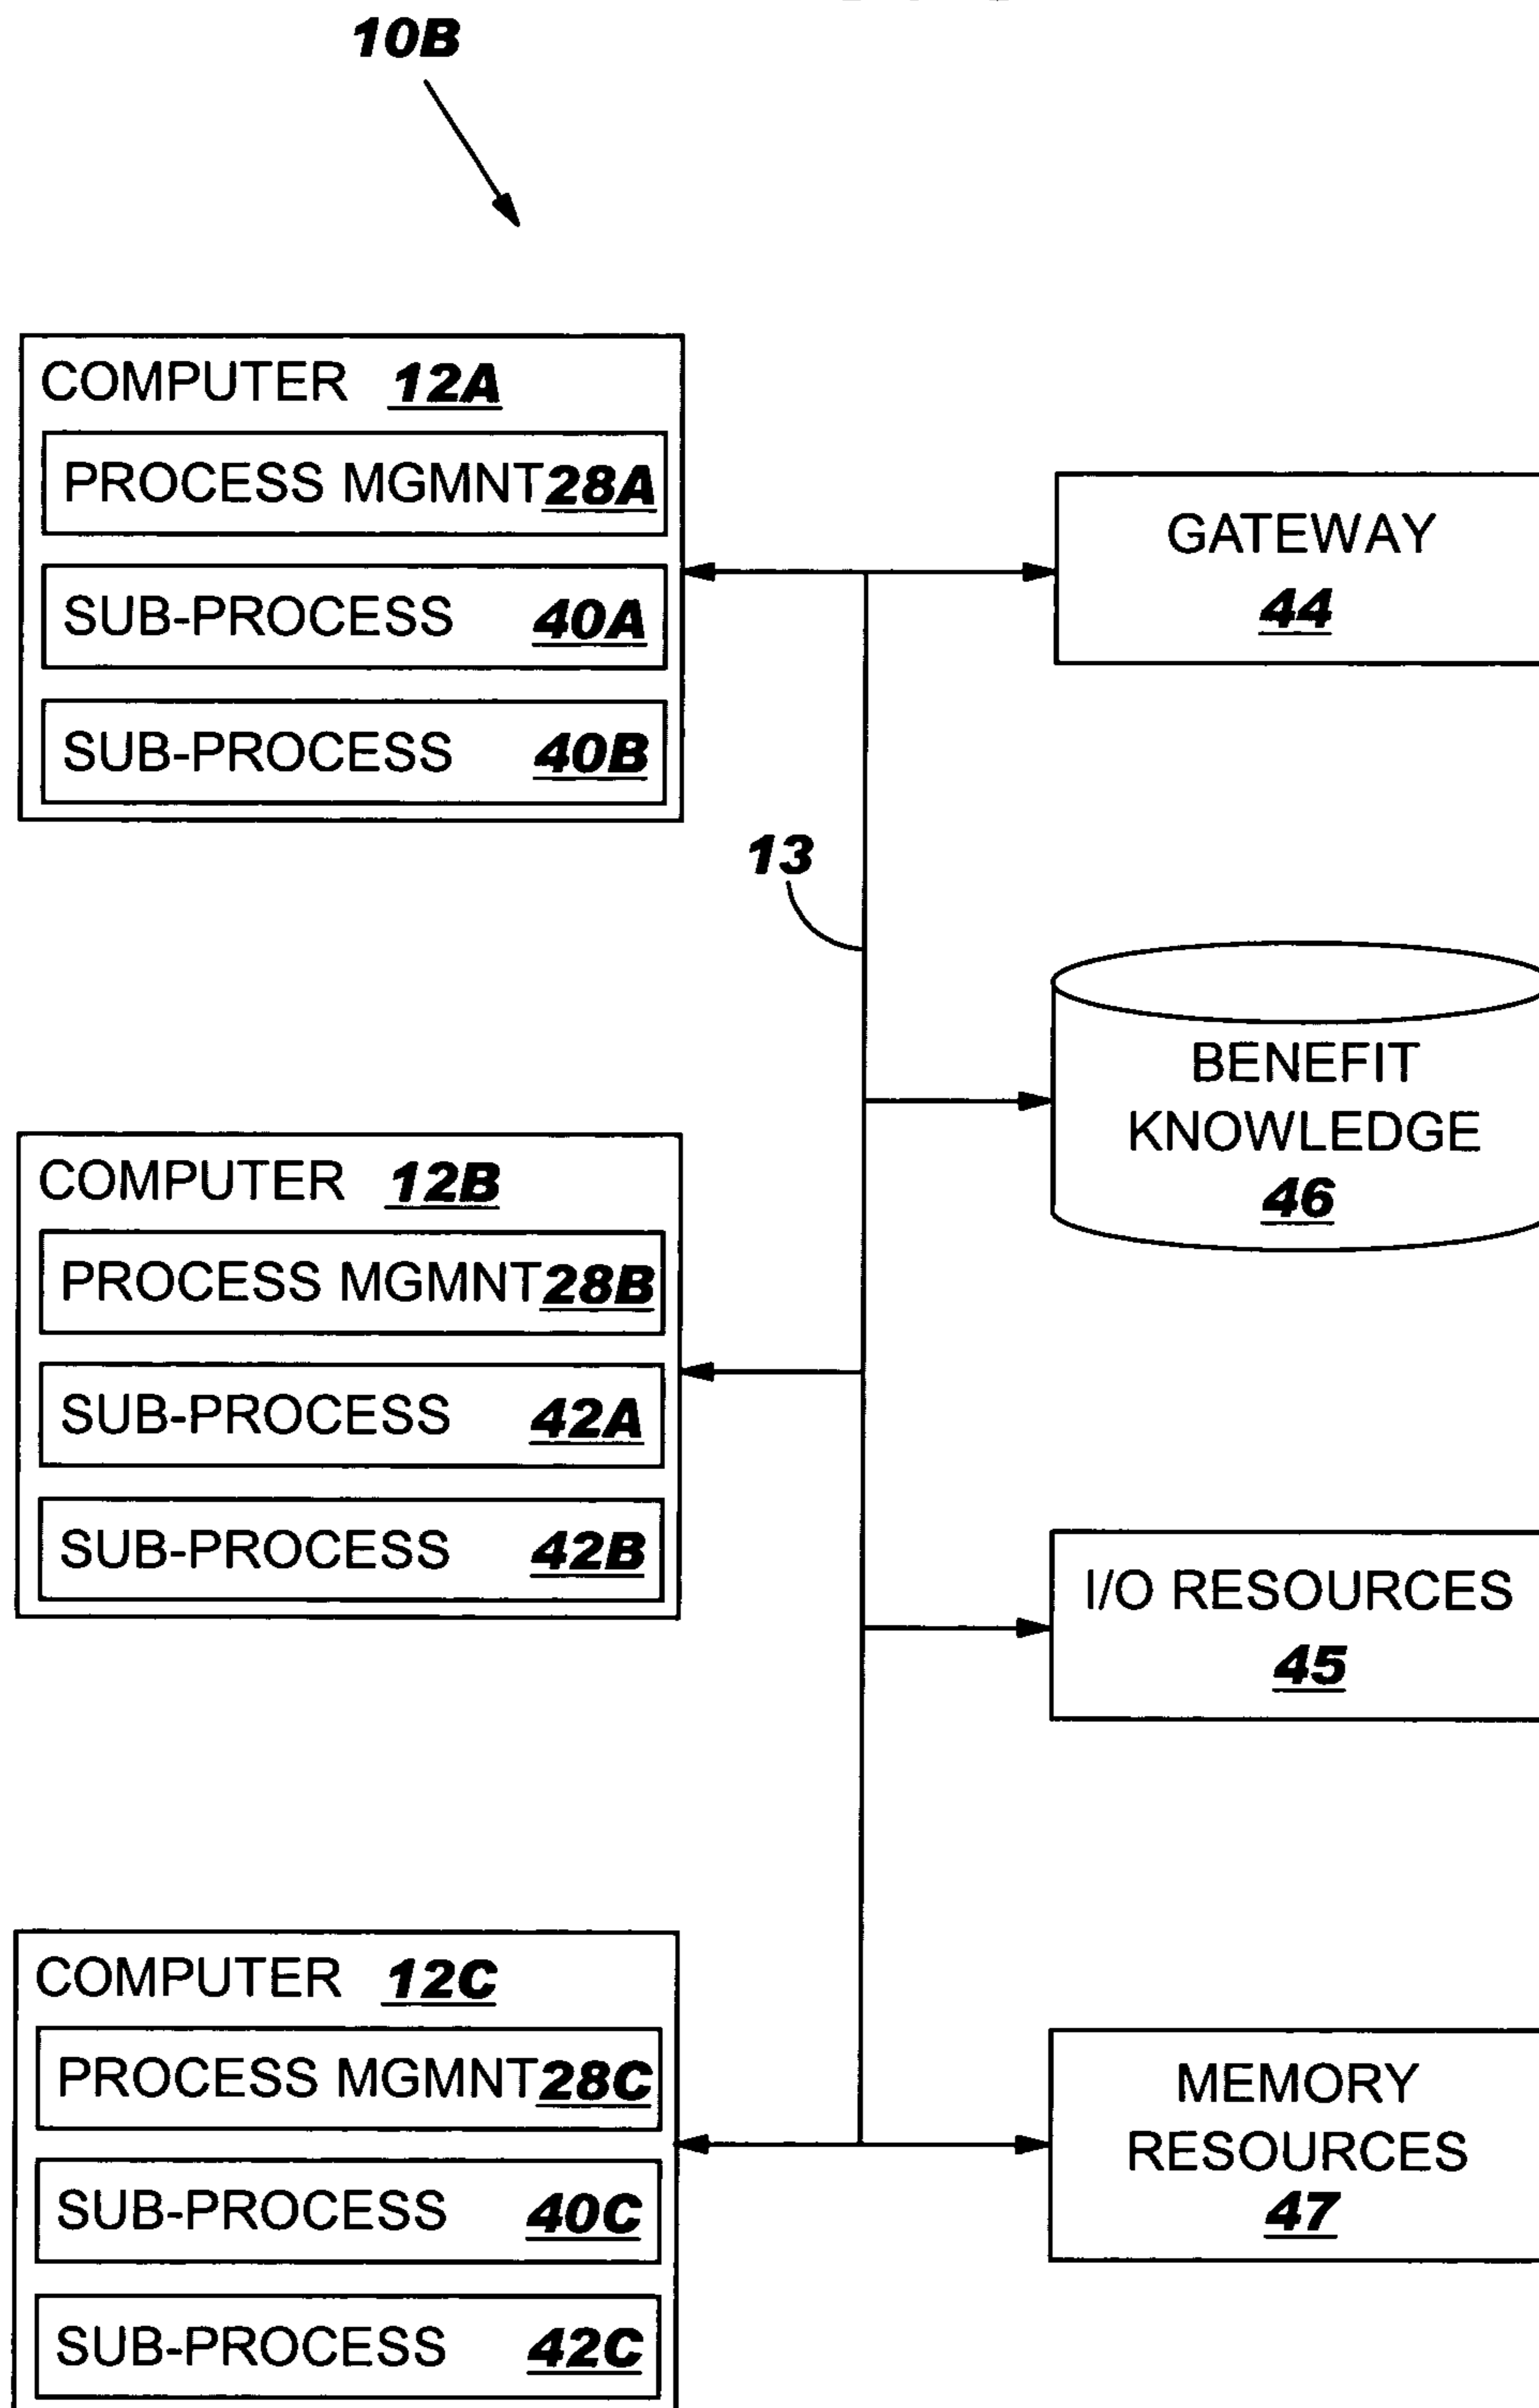 10B
COMPUTER 12A
PROCESS MGMNT 28A
SUB-PROCESS 40A
SUB-PROCESS 40B
GATEWAY
44
13
BENEFIT
KNOWLEDGE
46
COMPUTER 12B
PROCESS MGMNT 28B
SUB-PROCESS 42A
SUB-PROCESS 42B
I/O RESOURCES
45
COMPUTER 12C
PROCESS MGMNT 28C
SUB-PROCESS 40C
SUB-PROCESS 42C
MEMORY
RESOURCES
47